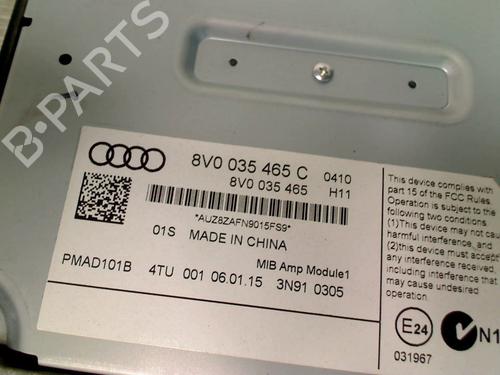 B-PARTS
8V0 035 465 C 0410
8V0 035 465 H11
*AUZ8ZAFN9015FS9*
01S MADE IN CHINA
MIB Amp Module1
PMAD101B 4TU 001 06.01.15 3N91 0305
This device complies with
part 15 of the FCC Rules.
Operation is subject to the
following two conditions
(1)This device may not cau
harmful interference, and
(2)this device must accept
any interference received,
including interference that
may cause undesired
operation.
E24
031967
N1